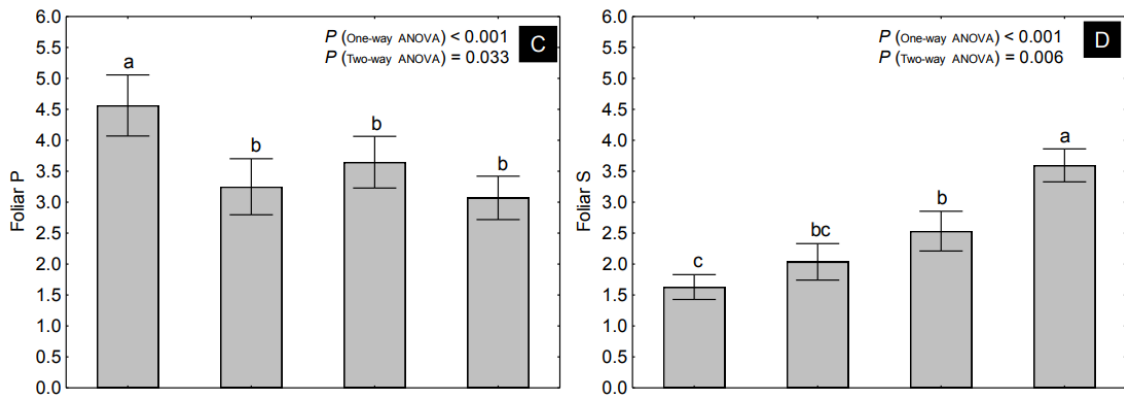 6.0
5.5
5.0
4.5
4.0
3.5
3.0
2.5
2.0
1.5
1.0
0.5
0.0
Foliar P
P (One-way ANOVA) < 0.001
P (Two-way ANOVA) = 0.033
C
a
b
b
b
6.0
5.5
5.0
4.5
4.0
3.5
3.0
2.5
2.0
1.5
1.0
0.5
0.0
Foliar S
P (One-way ANOVA) < 0.001
P (Two-way ANOVA) = 0.006
D
c
bc
b
a